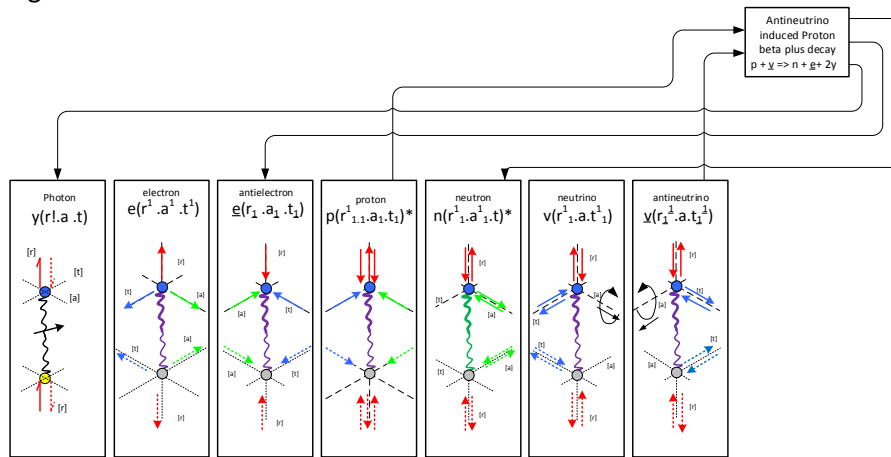 Antineutrino
induced Proton
beta plus decay
p + v => n + e+ 2y
Photon
y(r!.a .t)
[r]
[t]
[a]
[r]
electron
e(r¹ .a¹ .t¹)
[r]
[t]
[a]
[t]
[a]
[r]
antielectron
e(r₁ .a₁ .t₁)
[r]
[a]
[t]
[a]
[t]
[r]
proton
p(r¹₁.₁.a₁.t₁)*
neutron
n(r¹₁.a¹₁.t)*
[r]
[t]
[a]
[t]
[a]
[r]
neutrino
v(r¹₁.a.t¹₁)
[r]
[a]
[t]
[t]
[a]
[r]
antineutrino
v(r₁¹.a.t₁¹)
[r]
[t]
[a]
[t]
[a]
[r]